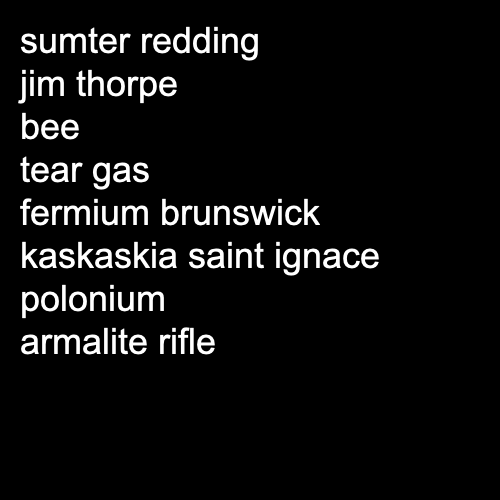 sumter redding
jim thorpe
bee
tear gas
fermium brunswick
kaskaskia saint ignace
polonium
armalite rifle